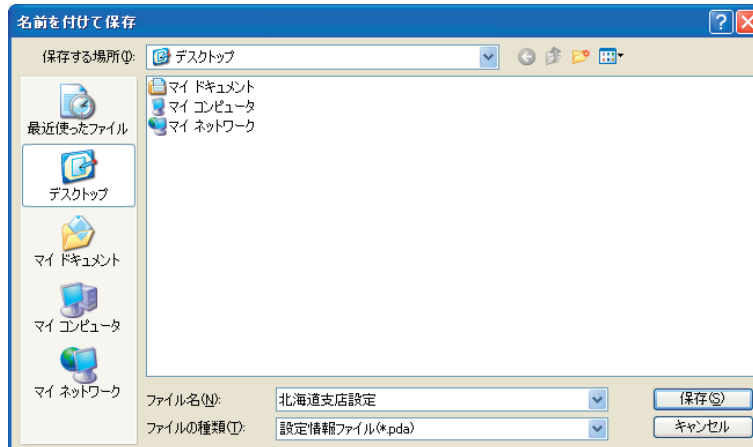 名前を付けて保存
保存する場所(I):
デスクトップ
最近使ったファイル
デスクトップ
マイ ドキュメント
マイ コンピュータ
マイ ネットワーク
マイ ドキュメント
マイ コンピュータ
マイ ネットワーク
ファイル名(N):
北海道支店設定
保存(S)
ファイルの種類(T):
設定情報ファイル(*.pda)
キャンセル